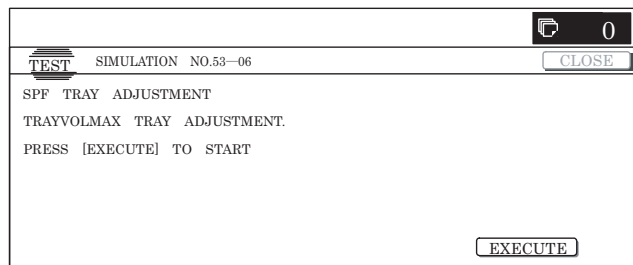 0
TEST SIMULATION NO.53—06 CLOSE
SPF TRAY ADJUSTMENT
TRAYVOLMAX TRAY ADJUSTMENT.
PRESS [EXECUTE] TO START
EXECUTE